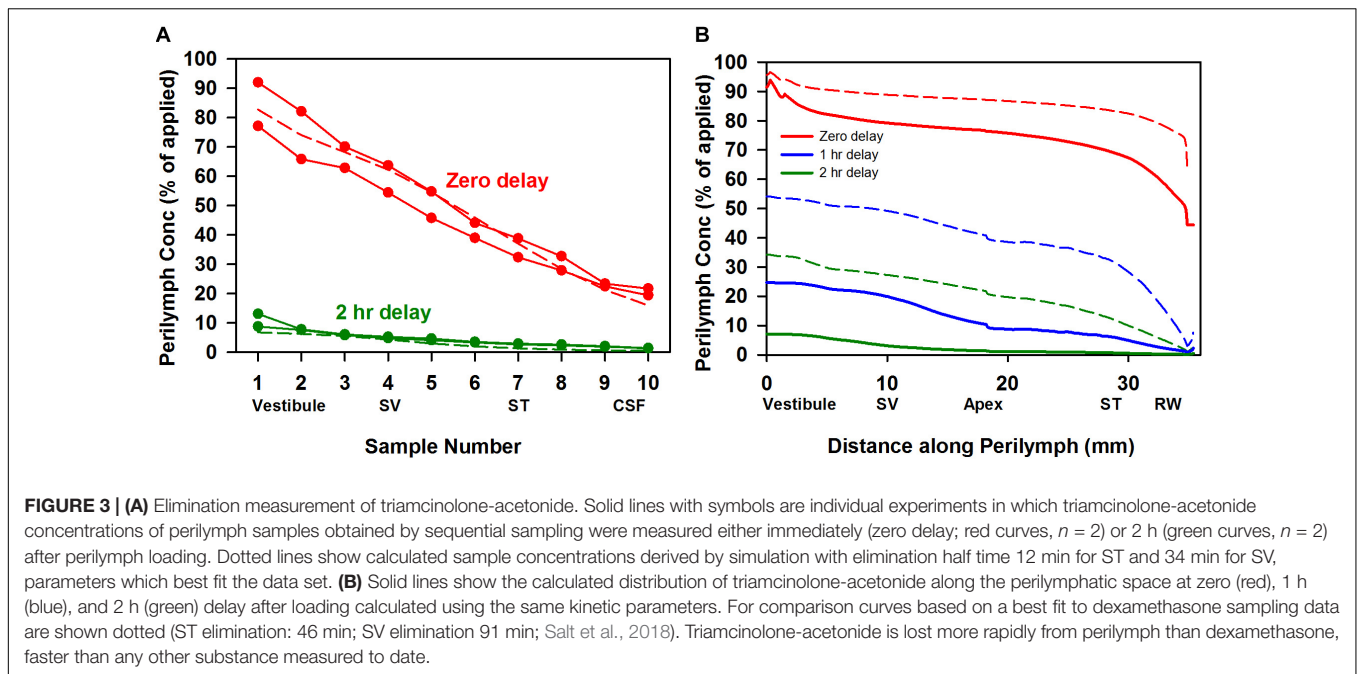 A
Perilymph Conc (% of applied)
100
90
80
70
60
50
40
30
20
10
0
Zero delay
2 hr delay
1 2 3 4 5 6 7 8 9 10
Vestibule SV ST CSF
Sample Number
B
Perilymph Conc (% of applied)
100
90
80
70
60
50
40
30
20
10
0
Zero delay
1 hr delay
2 hr delay
0 10 20 30
Vestibule SV Apex ST RW
Distance along Perilymph (mm)
FIGURE 3 | (A) Elimination measurement of triamcinolone-acetonide. Solid lines with symbols are individual experiments in which triamcinolone-acetonide
concentrations of perilymph samples obtained by sequential sampling were measured either immediately (zero delay; red curves, n = 2) or 2 h (green curves, n = 2)
after perilymph loading. Dotted lines show calculated sample concentrations derived by simulation with elimination half time 12 min for ST and 34 min for SV,
parameters which best fit the data set. (B) Solid lines show the calculated distribution of triamcinolone-acetonide along the perilymphatic space at zero (red), 1 h
(blue), and 2 h (green) delay after loading calculated using the same kinetic parameters. For comparison curves based on a best fit to dexamethasone sampling data
are shown dotted (ST elimination: 46 min; SV elimination 91 min; Salt et al., 2018). Triamcinolone-acetonide is lost more rapidly from perilymph than dexamethasone,
faster than any other substance measured to date.